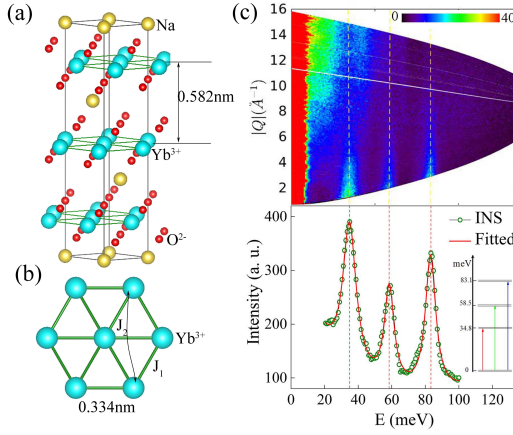 (a)
Na
0.582nm
Yb³⁺
O²⁻
(b)
J₂
Yb³⁺
J₁
0.334nm
(c)
0 40
|Q|(Å⁻¹)
16
14
12
10
8
6
4
2
400
300
200
100
Intensity (a. u.)
INS
Fitted
meV
83.1
58.5
34.8
0
0 20 40 60 80 100 120
E (meV)